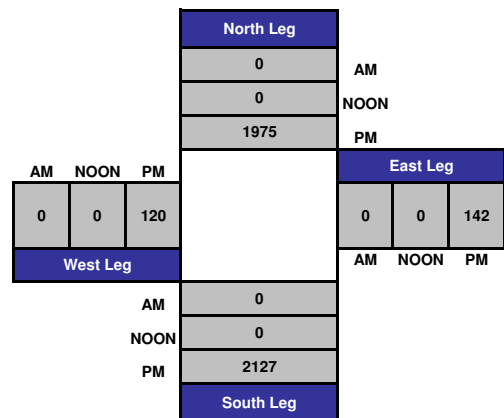 North Leg
0 AM
0 NOON
1975 PM
AM NOON PM East Leg
0 0 120 0 0 142
West Leg AM NOON PM
AM 0
NOON 0
PM 2127
South Leg